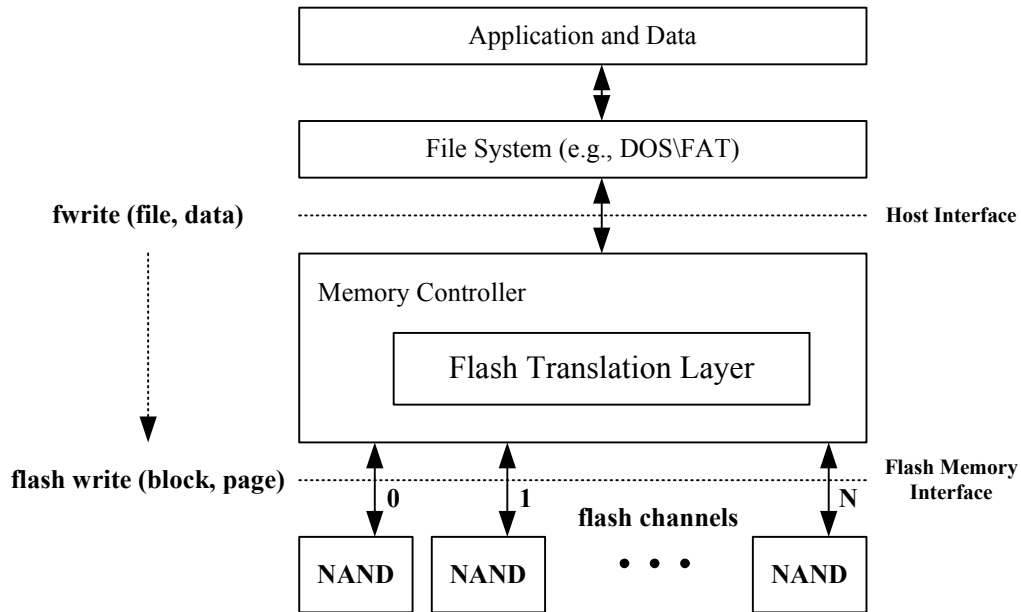 Application and Data
File System (e.g., DOS\FAT)
fwrite (file, data)
Host Interface
Memory Controller
Flash Translation Layer
flash write (block, page)
Flash Memory
Interface
0
1
N
flash channels
NAND
NAND
• • •
NAND